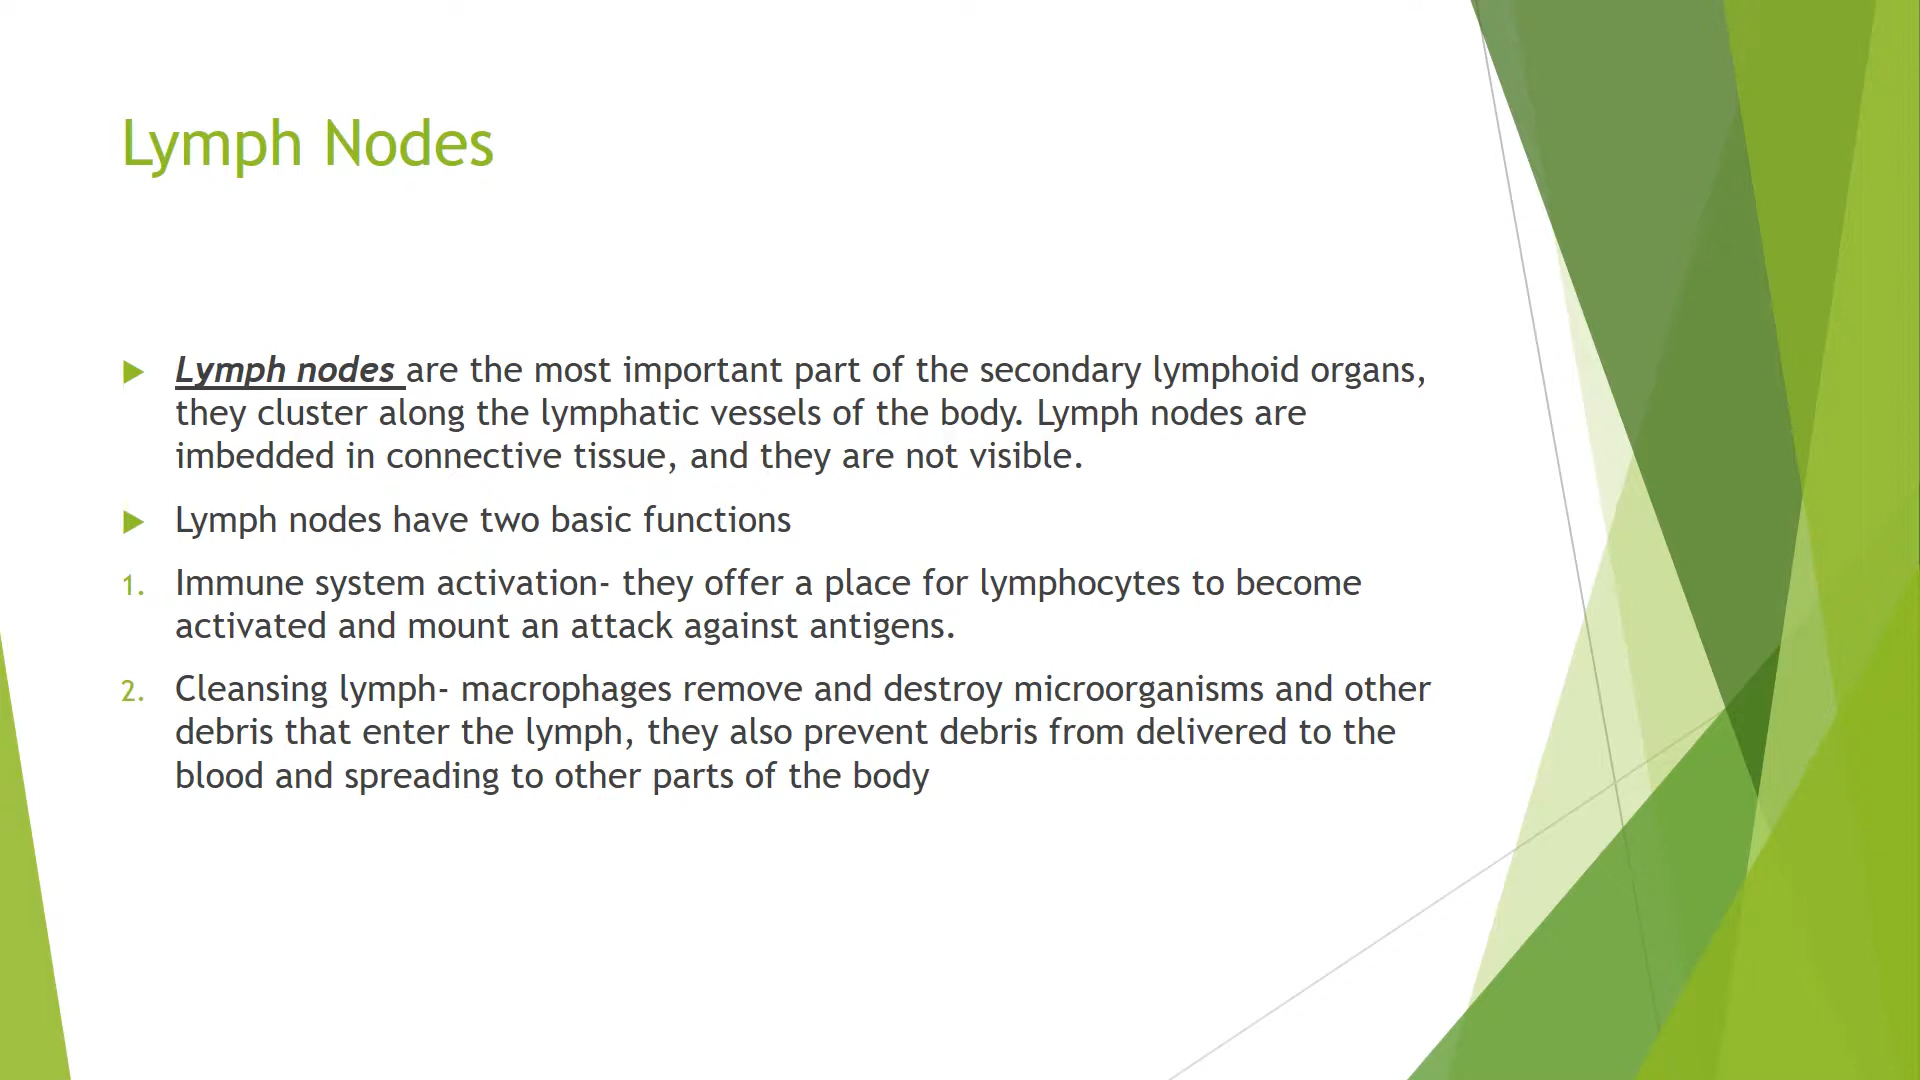 Lymph Nodes
Lymph nodes are the most important part of the secondary lymphoid organs,
they cluster along the lymphatic vessels of the body. Lymph nodes are
imbedded in connective tissue, and they are not visible.
Lymph nodes have two basic functions
1. Immune system activation- they offer a place for lymphocytes to become
activated and mount an attack against antigens.
2. Cleansing lymph- macrophages remove and destroy microorganisms and other
debris that enter the lymph, they also prevent debris from delivered to the
blood and spreading to other parts of the body